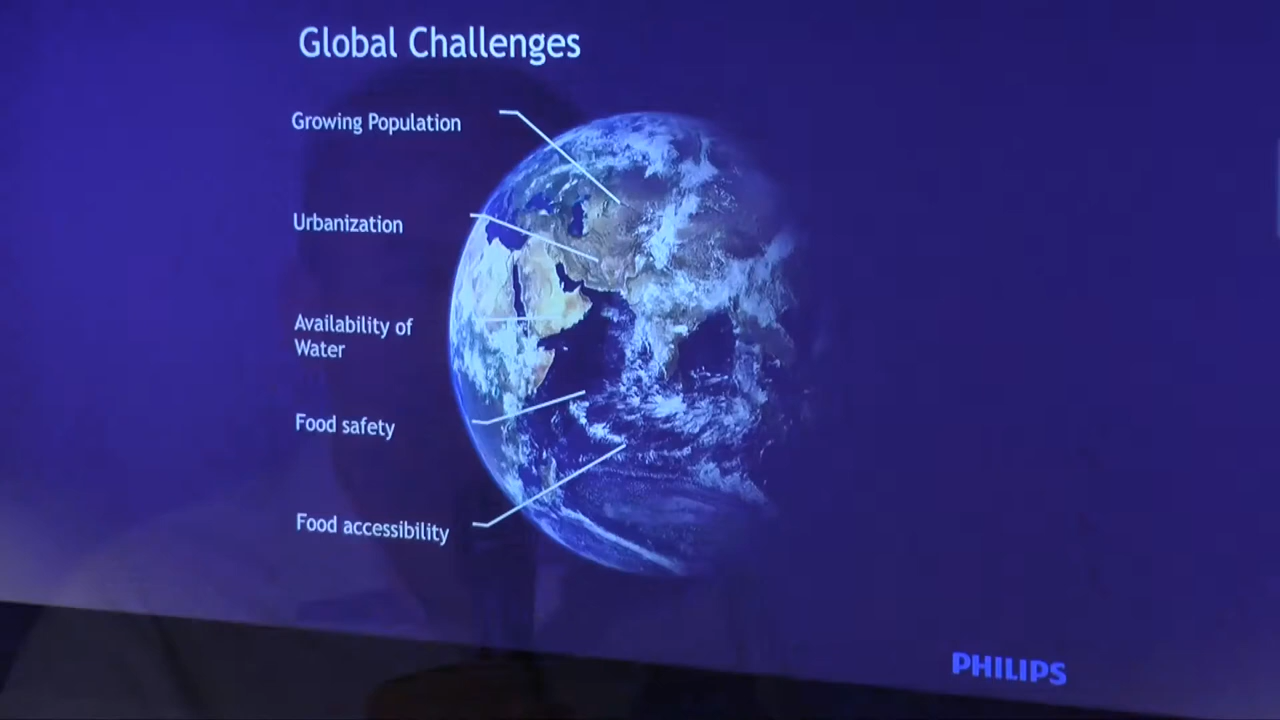 Global Challenges
Growing Population
Urbanization
Availability of
Water
Food safety
Food accessibility
PHILIPS